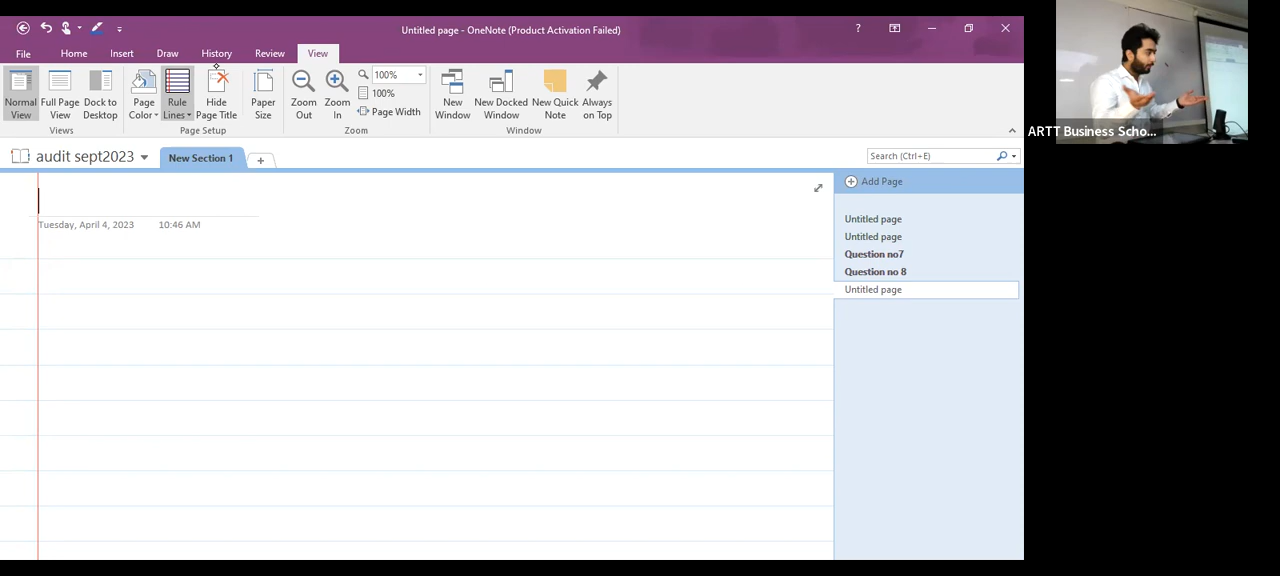 Untitled page - OneNote (Product Activation Failed)
?
File
Home
Insert
Draw
History
Review
View
Normal View
Full Page View
Dock to Desktop
Page Color
Rule Lines
Hide Page Title
Paper Size
Zoom Out
Zoom In
100%
100%
Page Width
New Window
New Docked Window
New Quick Note
Always on Top
Views
Page Setup
Zoom
Window
audit sept2023
New Section 1
+
Search (Ctrl+E)
Tuesday, April 4, 2023
10:46 AM
Add Page
Untitled page
Untitled page
Question no7
Question no 8
Untitled page
ARTT Business Scho...